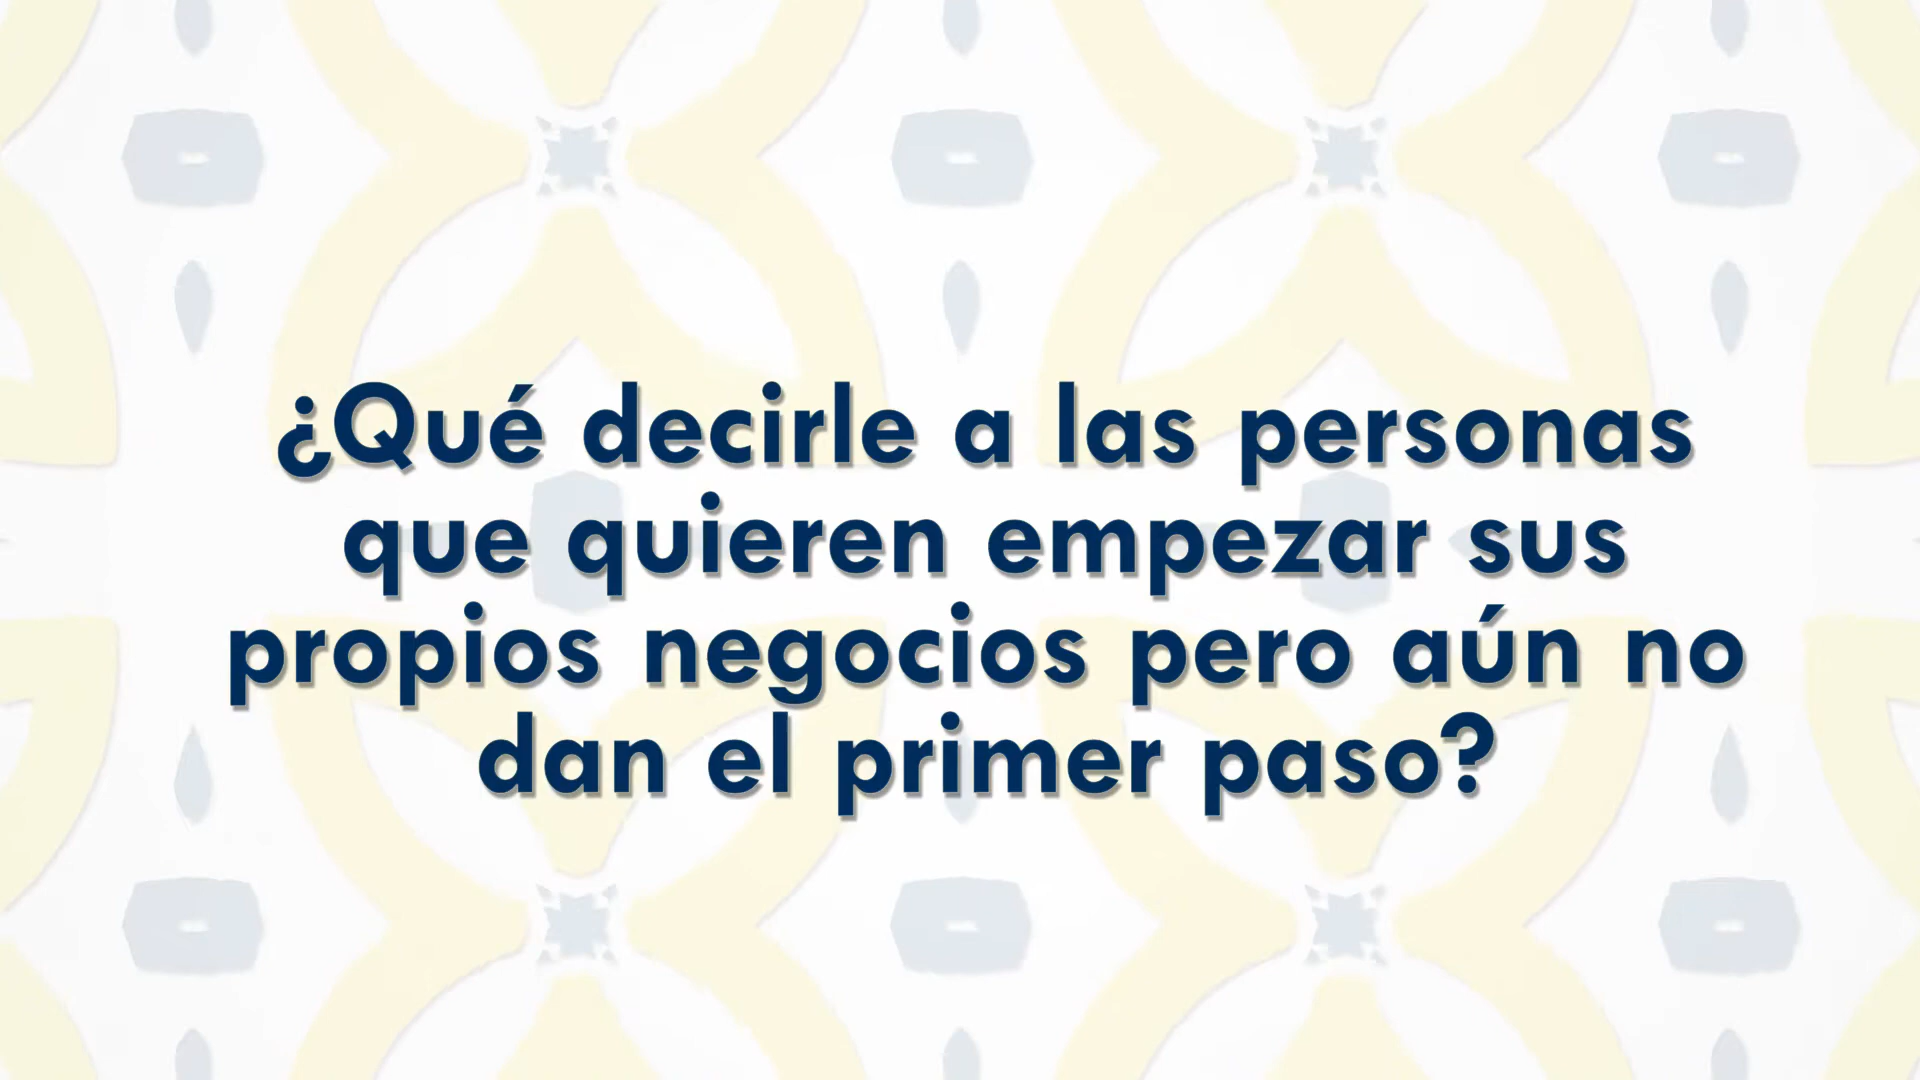 ¿Qué decirle a las personas
que quieren empezar sus
propios negocios pero aún no
dan el primer paso?